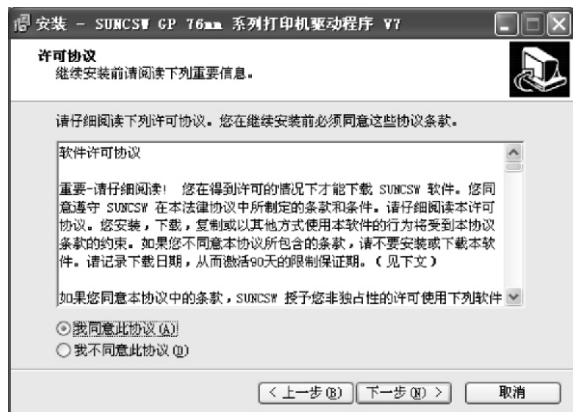 安装 - SUNCSW GP 76mm 系列打印机驱动程序 V7
许可协议
继续安装前请阅读下列重要信息。
请仔细阅读下列许可协议。您在继续安装前必须同意这些协议条款。
软件许可协议
重要-请仔细阅读! 您在得到许可的情况下才能下载 SUNCSW 软件。您同
意遵守 SUNCSW 在本法律协议中所制定的条款和条件。请仔细阅读本许可
协议。您安装,下载,复制或以其他方式使用本软件的行为将受到本协议
条款的约束。如果您不同意本协议所包含的条款,请不要安装或下载本软
件。请记录下载日期,从而激活90天的限制保证期。(见下文)
如果您同意本协议中的条款,SUNCSW 授予您非独占性的许可使用下列软件
我同意此协议(A)
我不同意此协议(D)
< 上一步(B) 下一步(N) > 取消